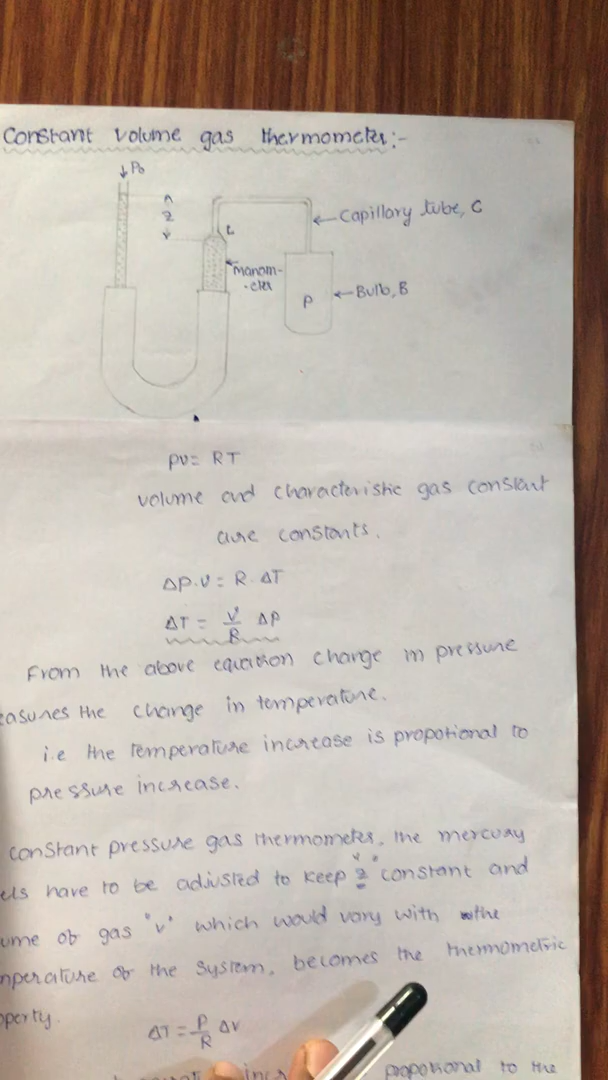 Constant volume gas thermometer:-
P₀
Z
L
Capillary tube, C
Manom-
-eter
Bulb, B
P
PV = RT
volume and characteristic gas constant
are constants.
ΔP.V = R.ΔT
ΔT = V/R ΔP
From the above equation change in pressure
easures the change in temperature.
i.e the temperature increase is propotional to
pressure increase.
constant pressure gas thermometer, the mercury
els have to be adjusted to keep "Z" constant and
ume of gas "v" which would vary with the
mperature of the system, becomes the thermometric
operty.
ΔT = P/R ΔV
incr propotional to the